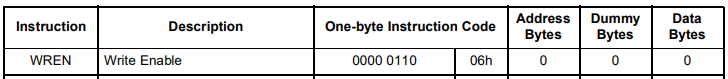 Instruction Description One-byte Instruction Code Address Bytes Dummy Bytes Data Bytes
WREN Write Enable 0000 0110 06h 0 0 0